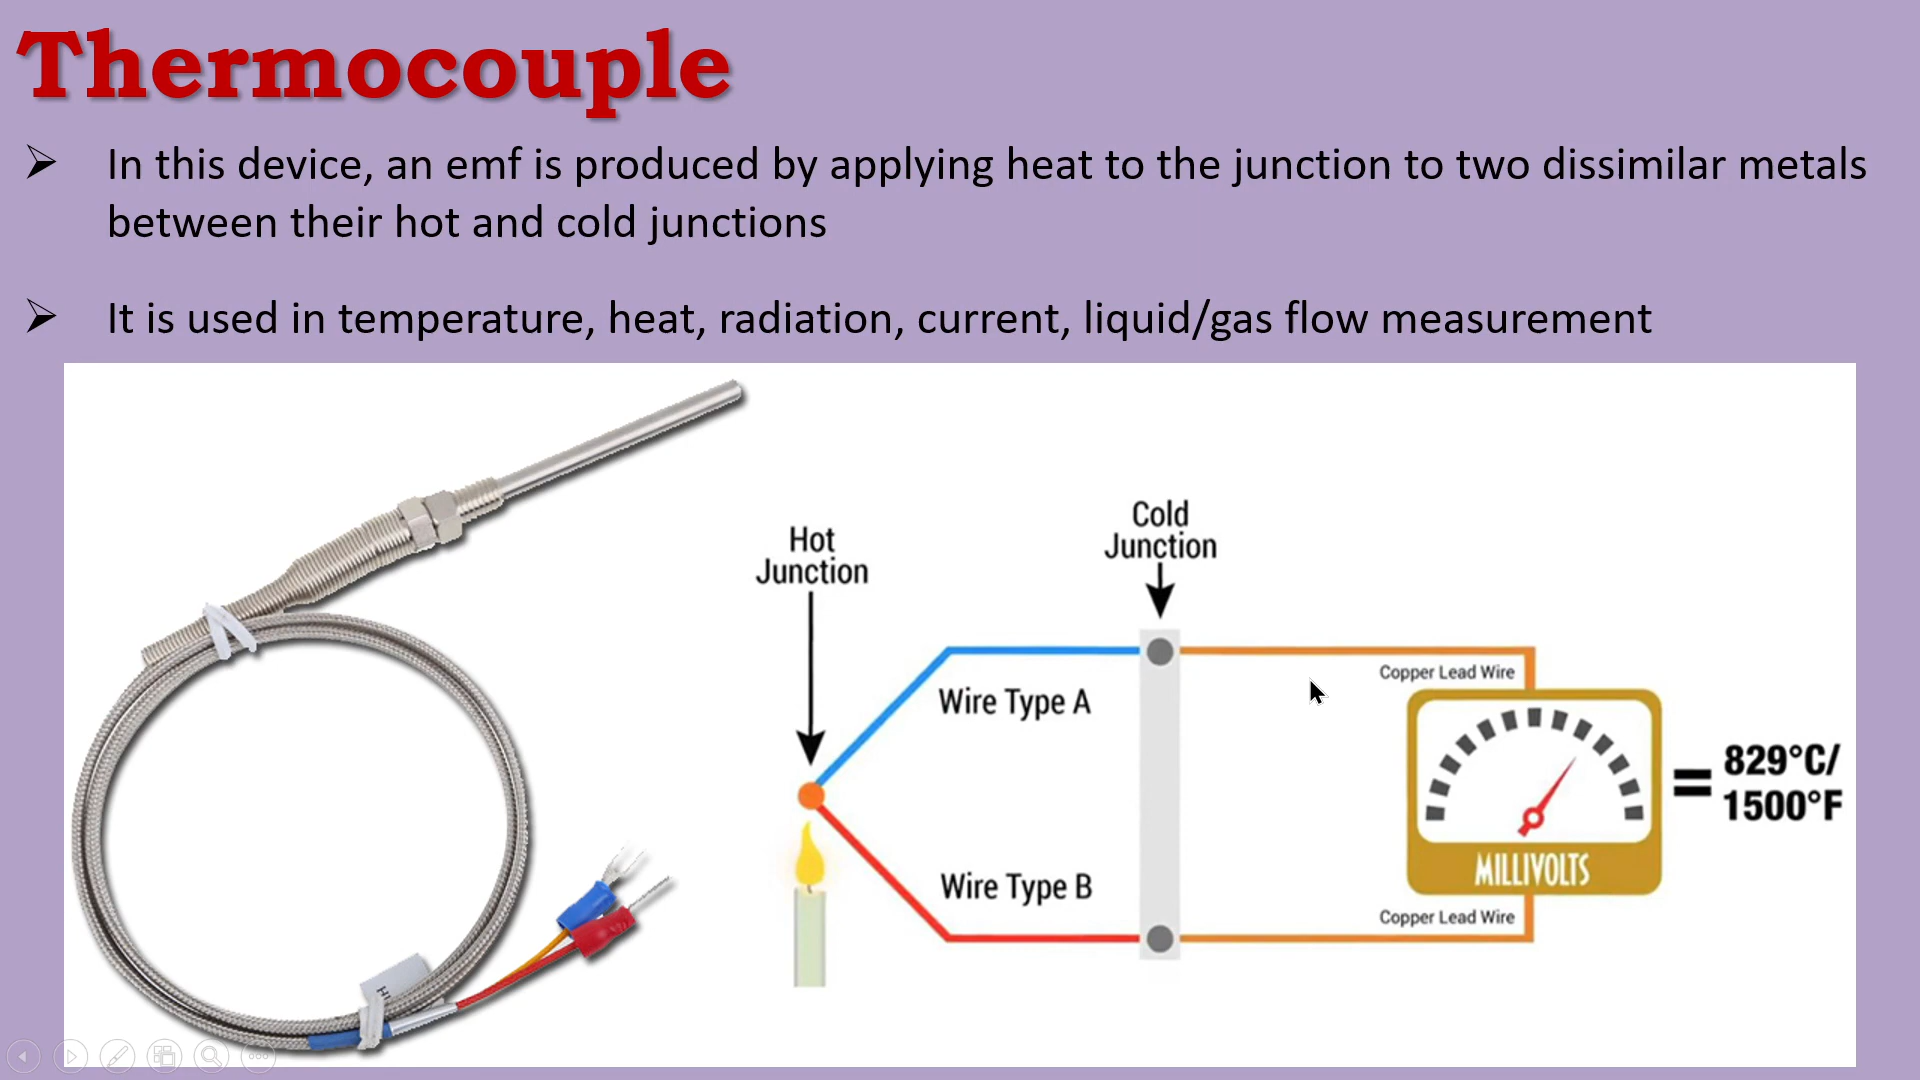 Thermocouple
➢ In this device, an emf is produced by applying heat to the junction to two dissimilar metals
between their hot and cold junctions
➢ It is used in temperature, heat, radiation, current, liquid/gas flow measurement
Hot
Junction
Cold
Junction
Wire Type A
Copper Lead Wire
MILLIVOLTS
=
829°C/
1500°F
Wire Type B
Copper Lead Wire